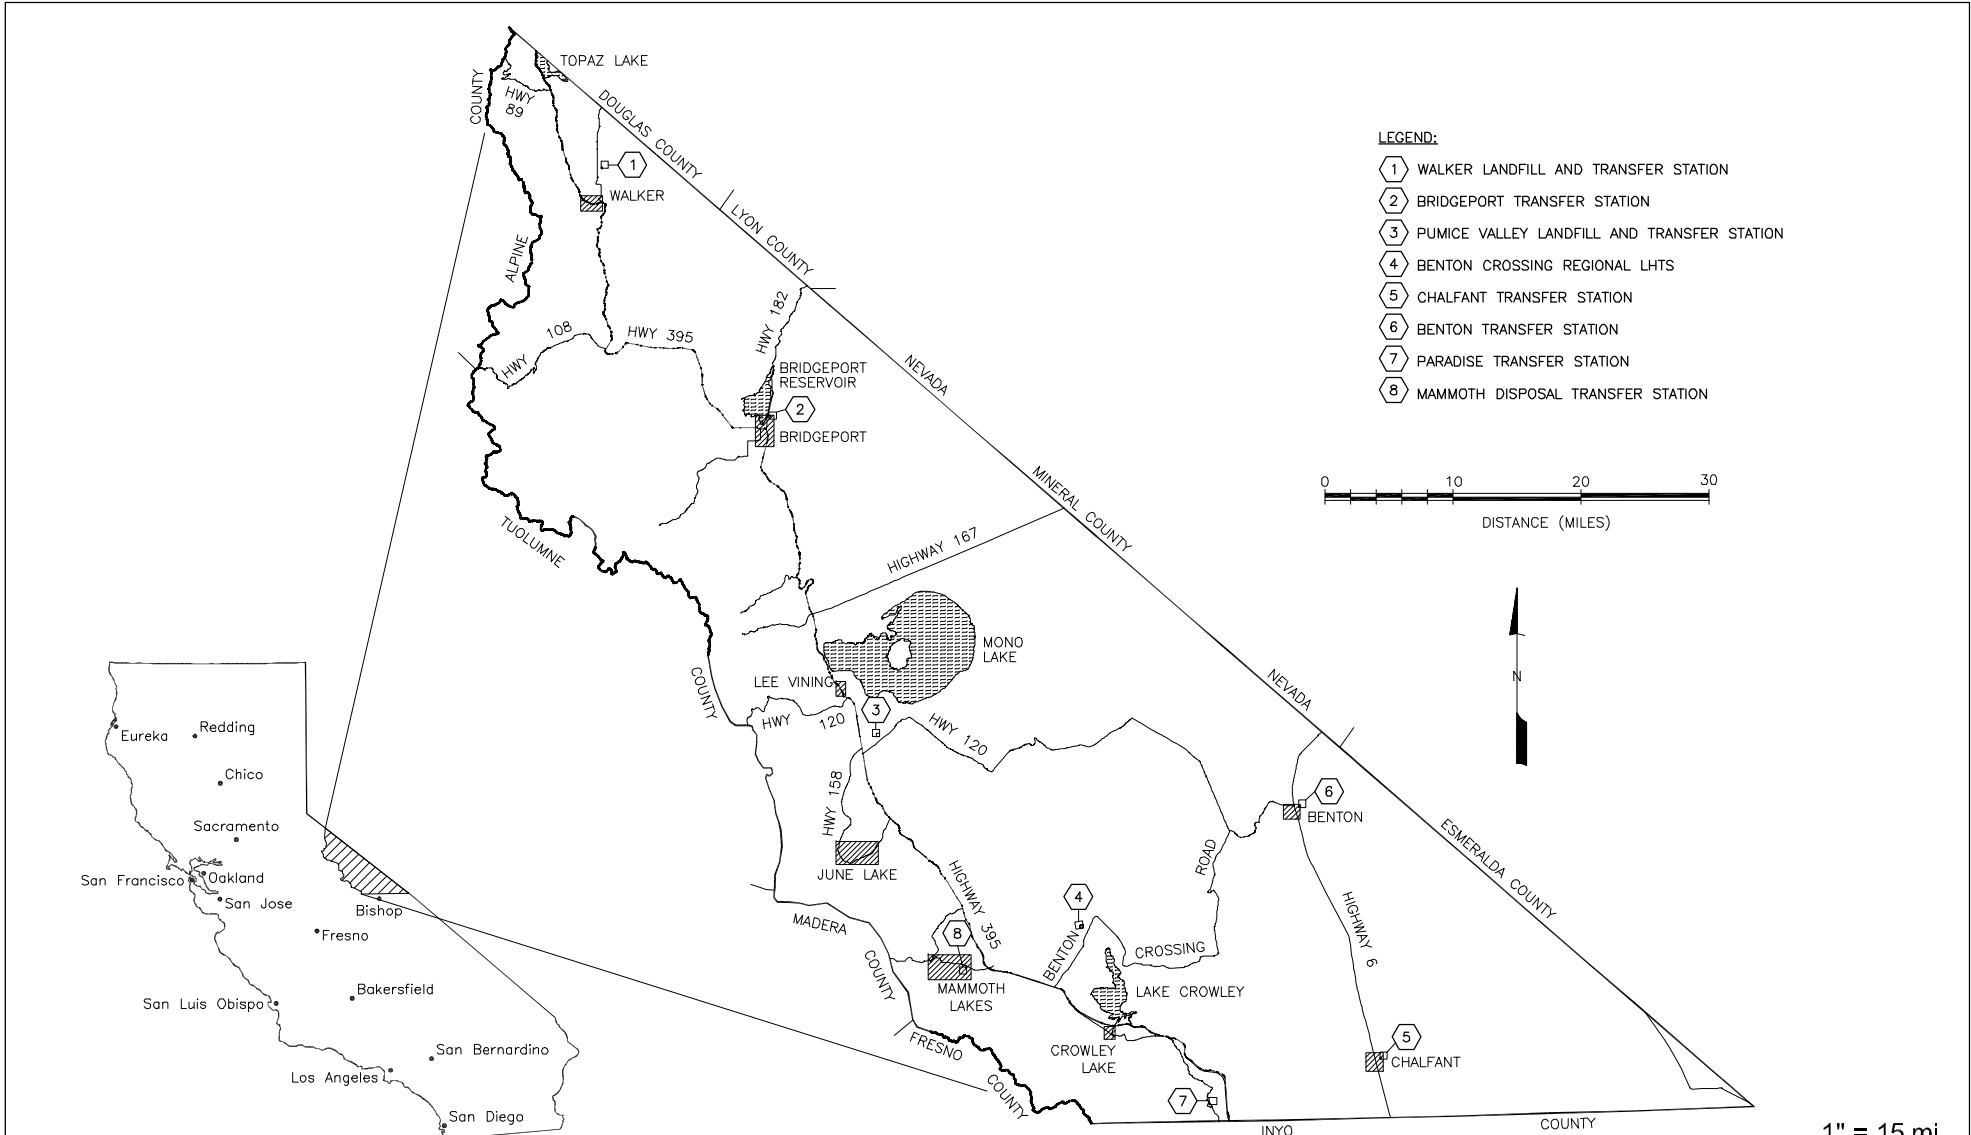 TOPAZ LAKE
COUNTY
HWY
89
DOUGLAS COUNTY
1
WALKER
LYON COUNTY
ALPINE
HWY 182
HWY 108
HWY 395
BRIDGEPORT
RESERVOIR
2
BRIDGEPORT
NEVADA
MINERAL COUNTY
TUOLUMNE
HIGHWAY 167
MONO
LAKE
COUNTY
LEE VINING
HWY 120
3
HWY 120
NEVADA
HWY 158
JUNE LAKE
6
BENTON
ESMERALDA COUNTY
ROAD
HIGHWAY 395
4
HIGHWAY 6
MADERA
8
BENTON
CROSSING
COUNTY
MAMMOTH
LAKES
LAKE CROWLEY
FRESNO
CROWLEY
LAKE
5
CHALFANT
COUNTY
7
INYO
COUNTY
LEGEND:
1 WALKER LANDFILL AND TRANSFER STATION
2 BRIDGEPORT TRANSFER STATION
3 PUMICE VALLEY LANDFILL AND TRANSFER STATION
4 BENTON CROSSING REGIONAL LHTS
5 CHALFANT TRANSFER STATION
6 BENTON TRANSFER STATION
7 PARADISE TRANSFER STATION
8 MAMMOTH DISPOSAL TRANSFER STATION
0 10 20 30
DISTANCE (MILES)
N
Eureka
Redding
Chico
Sacramento
San Francisco
Oakland
San Jose
Bishop
Fresno
San Luis Obispo
Bakersfield
San Bernardino
Los Angeles
San Diego
1" = 15 mi